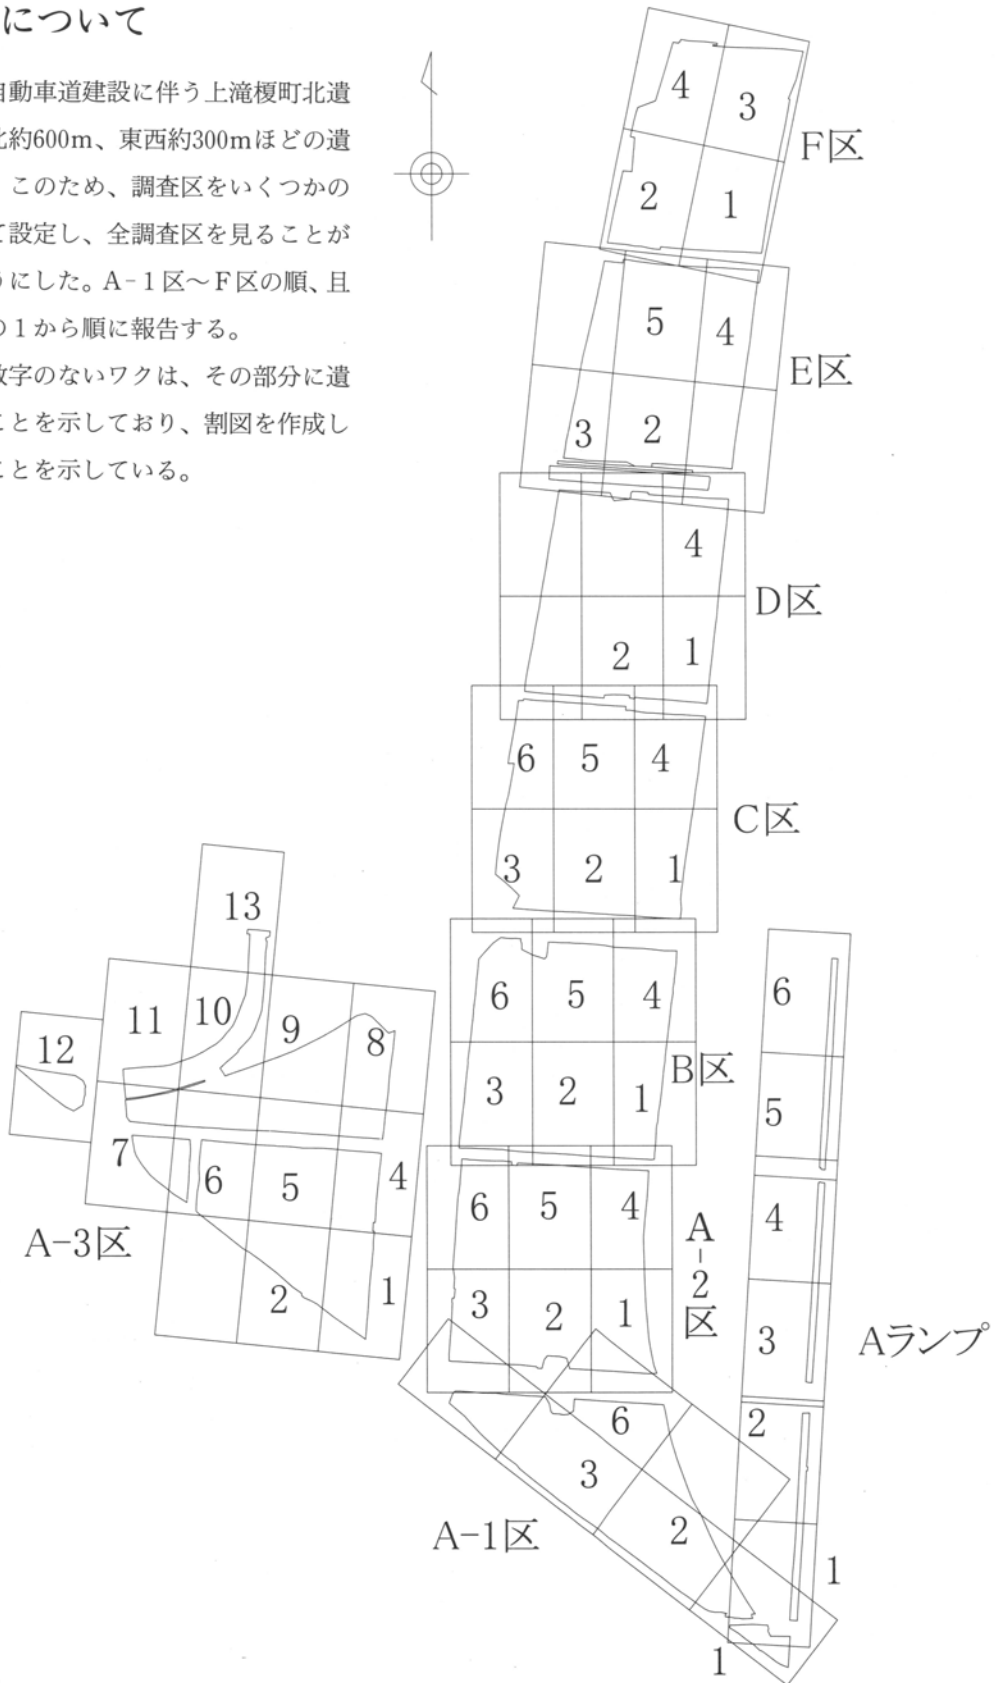 について
自動車道建設に伴う上滝榎町北遺
北約600m、東西約300mほどの遺
。このため、調査区をいくつかの
て設定し、全調査区を見ることが
うにした。A-1区〜F区の順、且
の1から順に報告する。
数字のないワクは、その部分に遺
ことを示しており、割図を作成し
ことを示している。
4
3
2
1
F区
5
4
3
2
E区
4
2
1
D区
6
5
4
3
2
1
C区
6
5
4
3
2
1
B区
6
5
4
3
2
1
A-2区
13
12
11
10
9
8
7
6
5
4
2
1
A-3区
6
3
2
1
A-1区
6
5
4
3
2
1
Aランプ